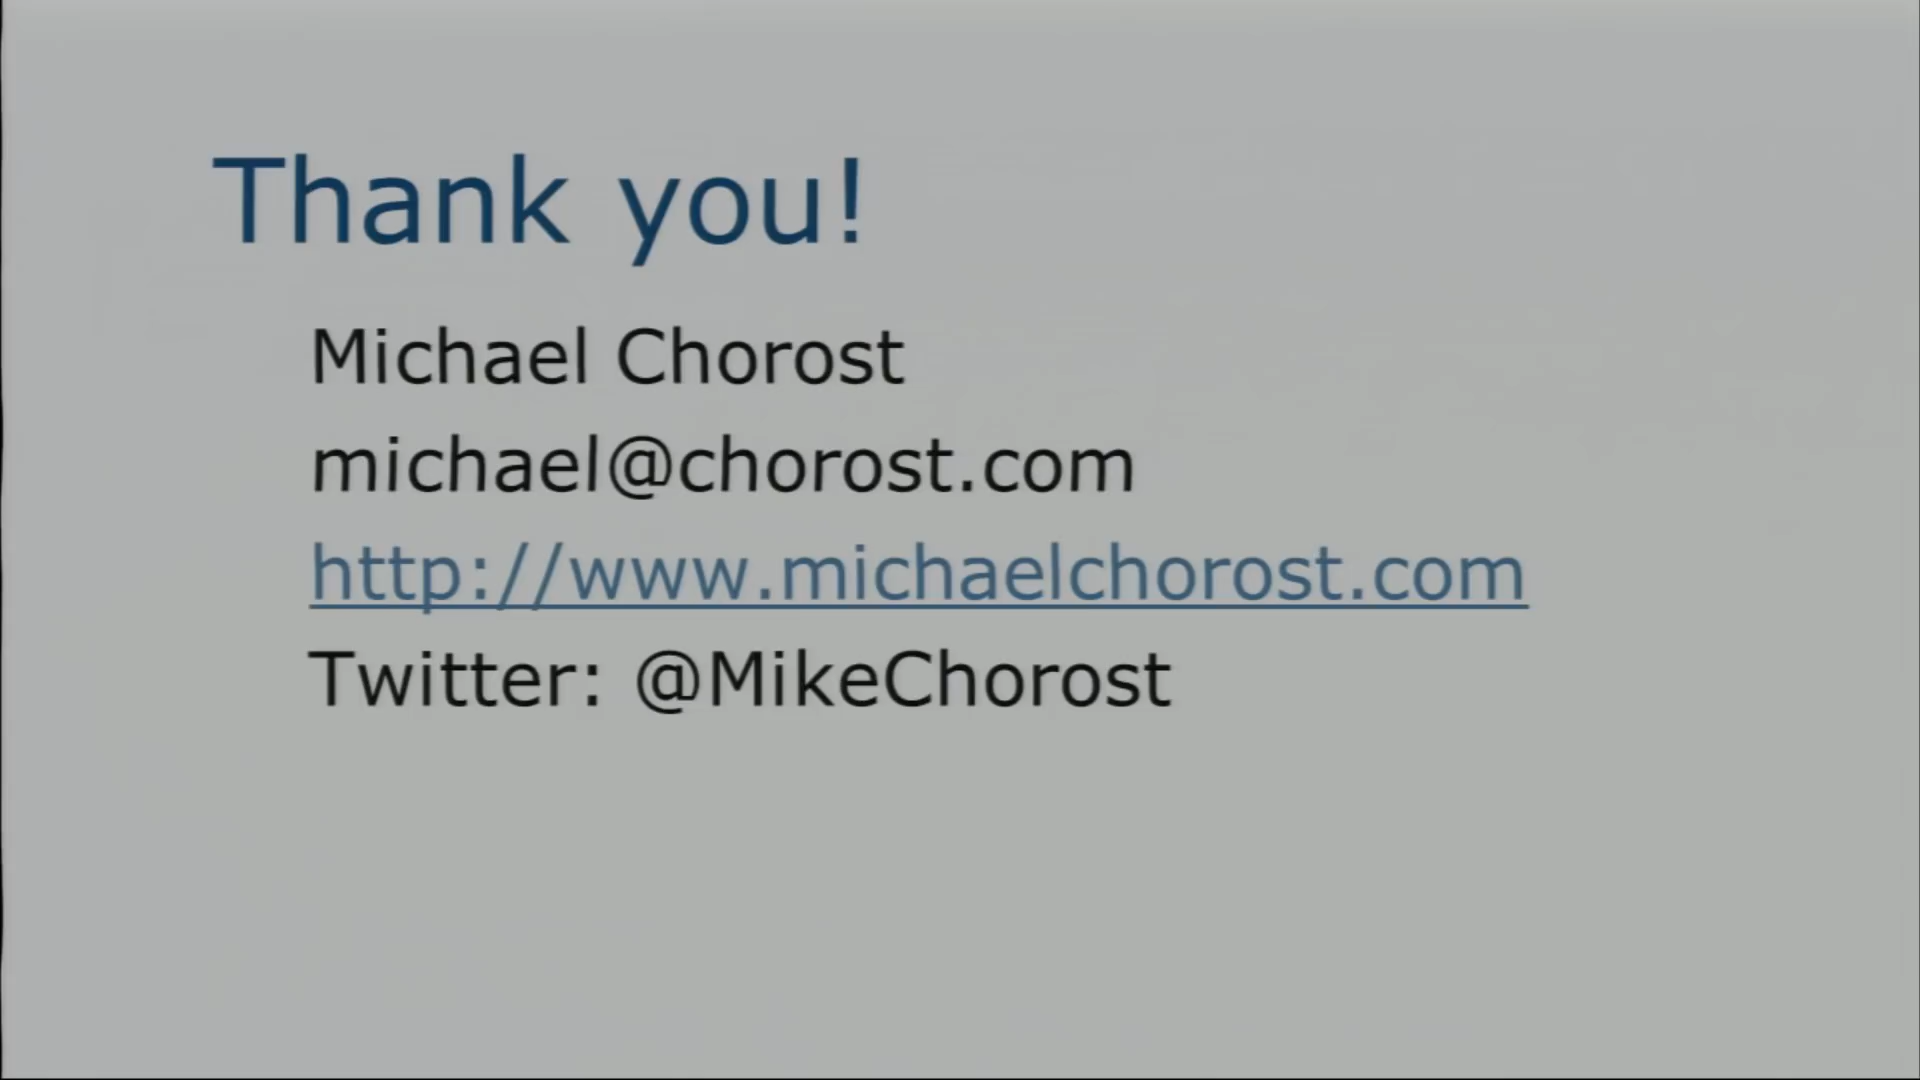 Thank you!
Michael Chorost
michael@chorost.com
http://www.michaelchorost.com
Twitter: @MikeChorost